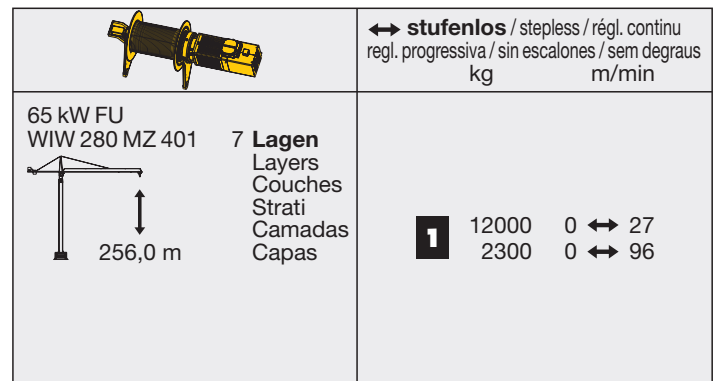 ↔ stufenlos / stepless / régl. continu
regl. progressiva / sin escalones / sem degraus
kg m/min
65 kW FU
WIW 280 MZ 401 7 Lagen
Layers
Couches
Strati
Camadas
256,0 m Capas
1 12000 0 ↔ 27
2300 0 ↔ 96